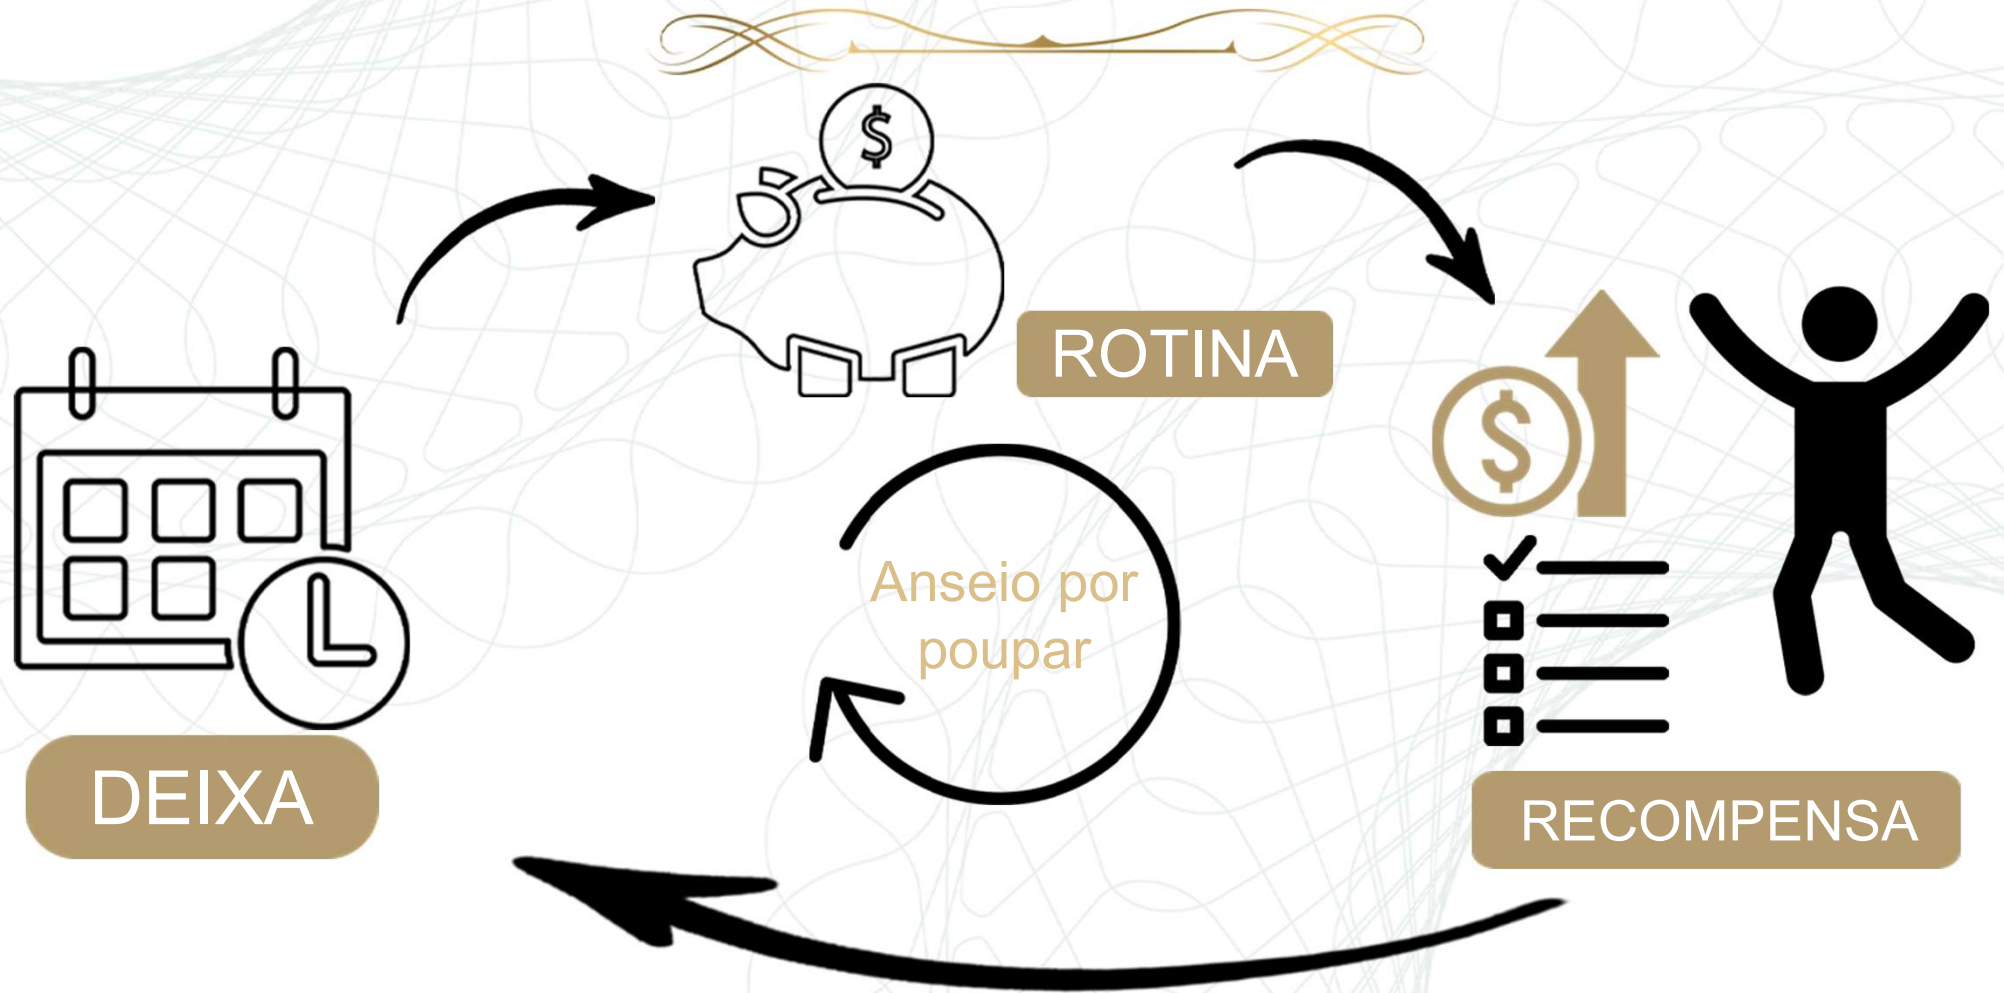 $
ROTINA
$
Anseio por
poupar
DEIXA
RECOMPENSA